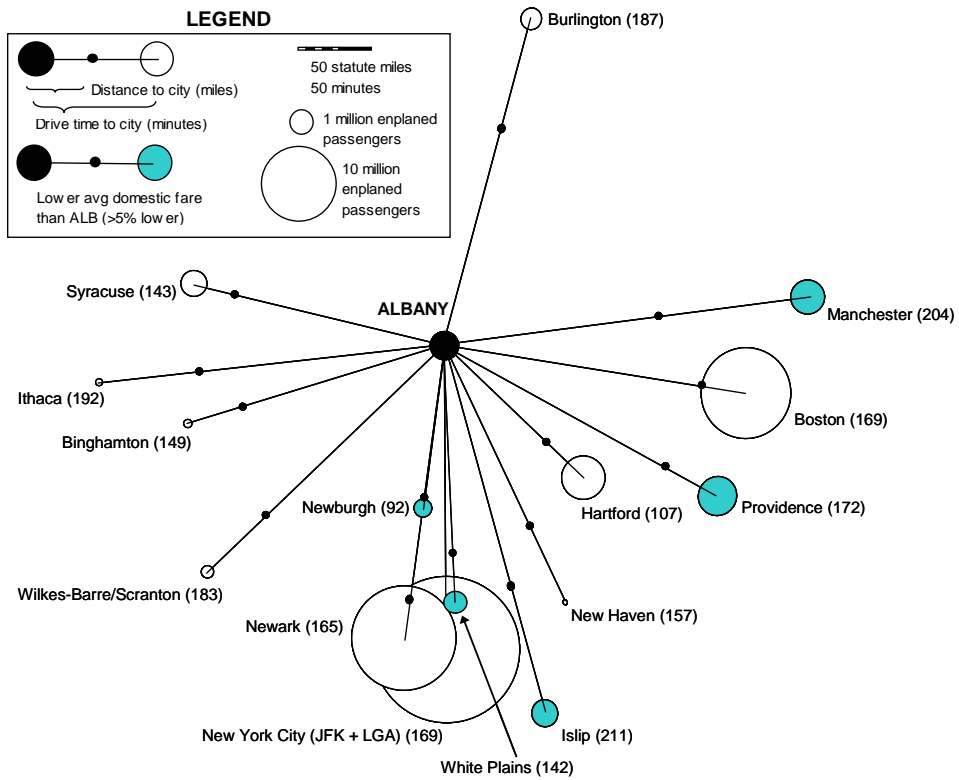 LEGEND
Distance to city (miles)
Drive time to city (minutes)
Lower avg domestic fare
than ALB (>5% lower)
50 statute miles
50 minutes
1 million enplaned
passengers
10 million
enplaned
passengers
Burlington (187)
Syracuse (143)
ALBANY
Manchester (204)
Ithaca (192)
Boston (169)
Binghamton (149)
Newburgh (92)
Hartford (107)
Providence (172)
Wilkes-Barre/Scranton (183)
Newark (165)
New Haven (157)
New York City (JFK + LGA) (169)
Islip (211)
White Plains (142)